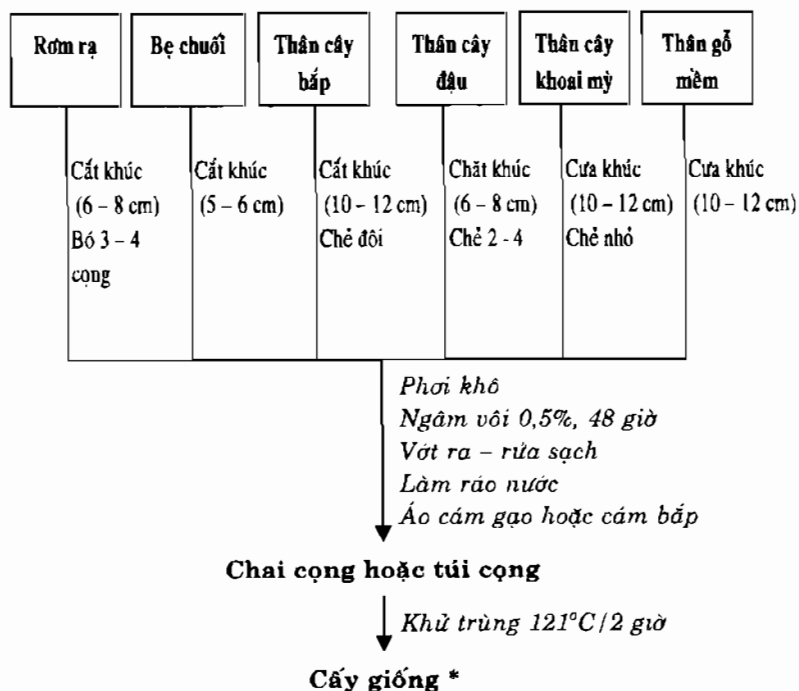 Rơm rạ
Bẹ chuối
Thân cây
bắp
Thân cây
đậu
Thân cây
khoai mỳ
Thân gỗ
mềm
Cắt khúc
(6 – 8 cm)
Bó 3 – 4
cọng
Cắt khúc
(5 – 6 cm)
Cắt khúc
(10 – 12 cm)
Chẻ đôi
Chặt khúc
(6 – 8 cm)
Chẻ 2 - 4
Cưa khúc
(10 – 12 cm)
Chẻ nhỏ
Cưa khúc
(10 – 12 cm)
Phơi khô
Ngâm vôi 0,5%, 48 giờ
Vớt ra – rửa sạch
Làm ráo nước
Áo cám gạo hoặc cám bắp
Chai cọng hoặc túi cọng
Khử trùng 121°C/2 giờ
Cấy giống *